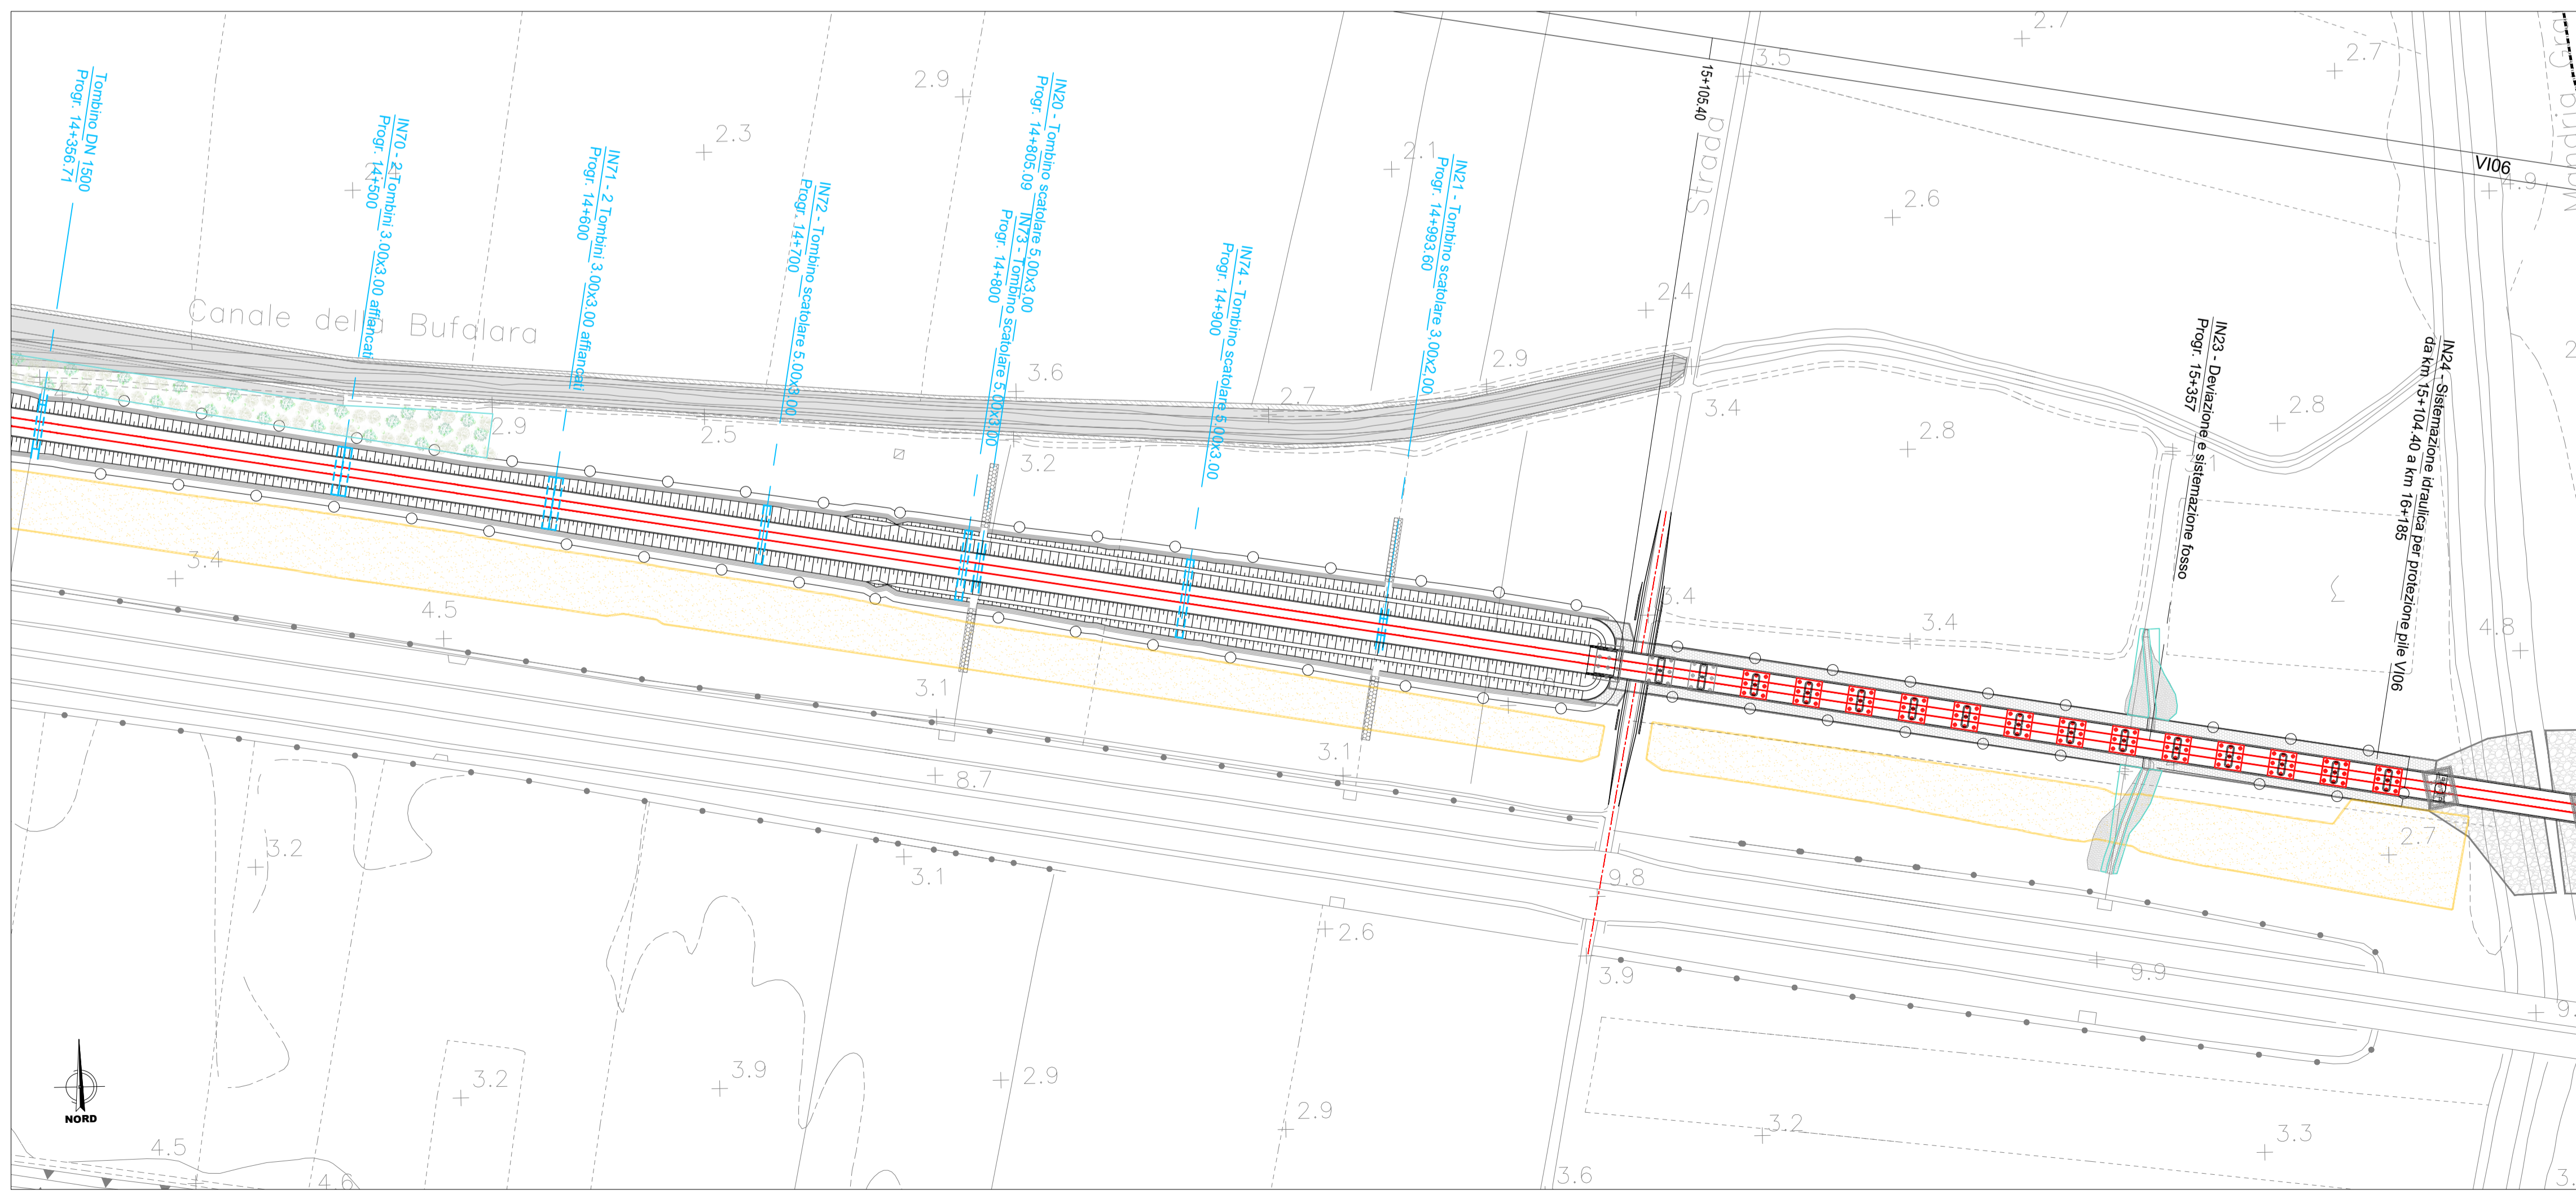 Tombino DN 1500
Progr. 14+356.71
IN70 - 2 Tombini 3.00x3.00 affiancati
Progr. 14+500
IN71 - 2 Tombini 3.00x3.00 affiancati
Progr. 14+600
IN72 - Tombino scatolare 5.00x3.00
Progr. 14+700
IN20 - Tombino scatolare 5,00x3,00
Progr. 14+805.09
IN73 - Tombino scatolare 5.00x3.00
Progr. 14+800
IN74 - Tombino scatolare 5.00x3.00
Progr. 14+900
IN21 - Tombino scatolare 3,00x2,00
Progr. 14+993.60
15+105.40
Strada
VI06
IN23 - Deviazione e sistemazione fosso
Progr. 15+357
IN24 - Sistemazione idraulica per protezione pile VI06
da km 15+104.40 a km 16+185
Canale della Bufalara
2.9
2.3
2.1
3.5
2.7
2.7
2.6
4.9
2.4
2.9
3.6
2.7
2.5
2.9
4.3
3.2
3.4
2.8
2.8
3.4
4.5
3.4
3.4
4.8
3.1
8.7
3.1
2.7
3.2
3.1
9.8
2.6
3.9
9.9
3.2
3.9
2.9
2.9
3.2
3.3
4.5
4.6
3.6
NORD